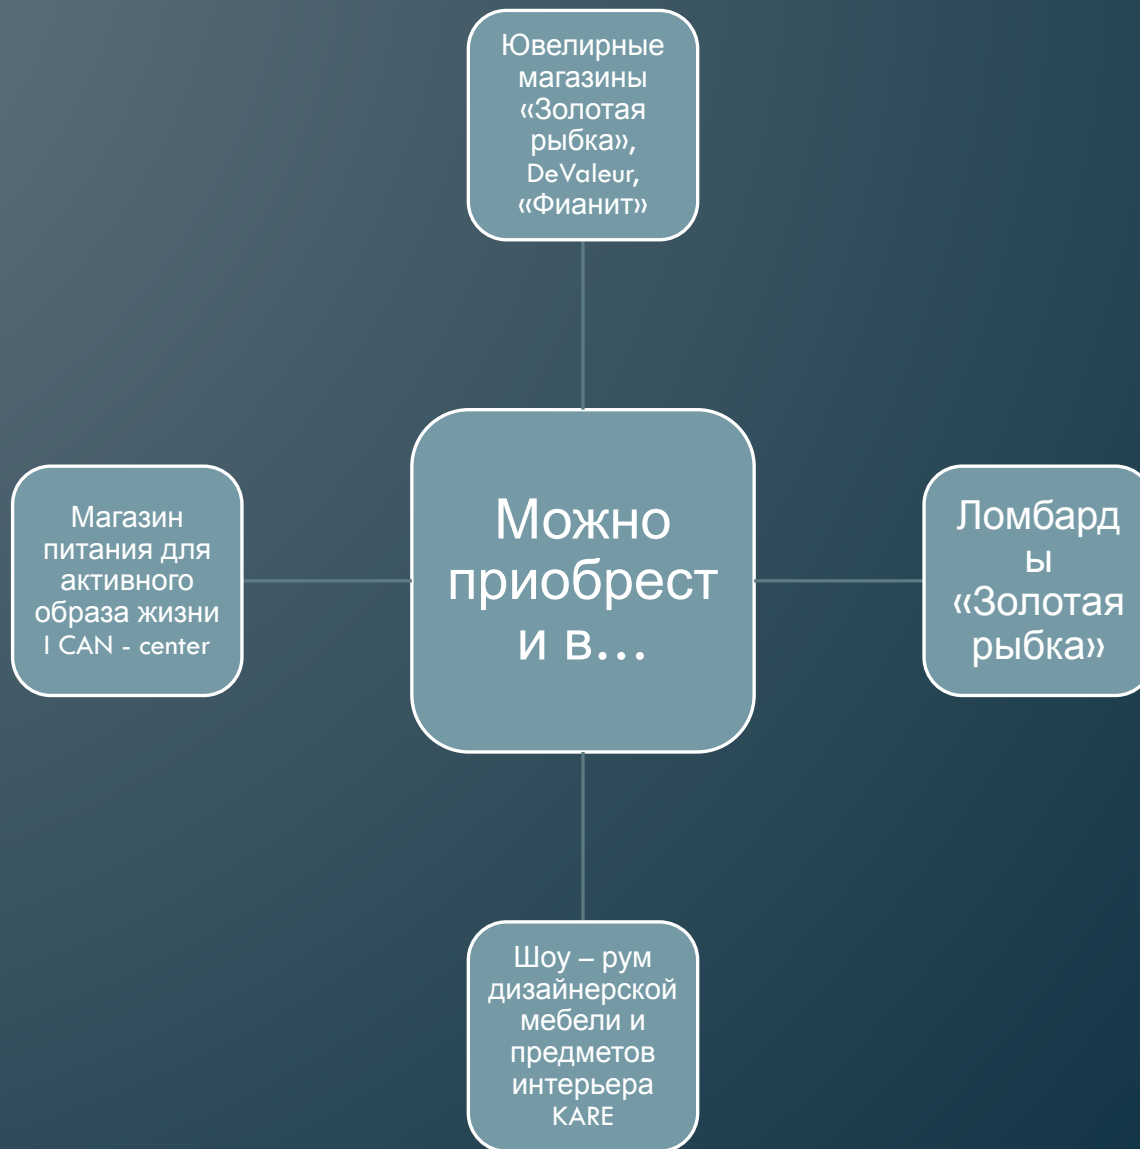 Ювелирные
магазины
«Золотая
рыбка»,
DeValeur,
«Фианит»
Магазин
питания для
активного
образа жизни
I CAN - center
Можно
приобрест
и в...
Ломбард
ы
«Золотая
рыбка»
Шоу – рум
дизайнерской
мебели и
предметов
интерьера
KARE